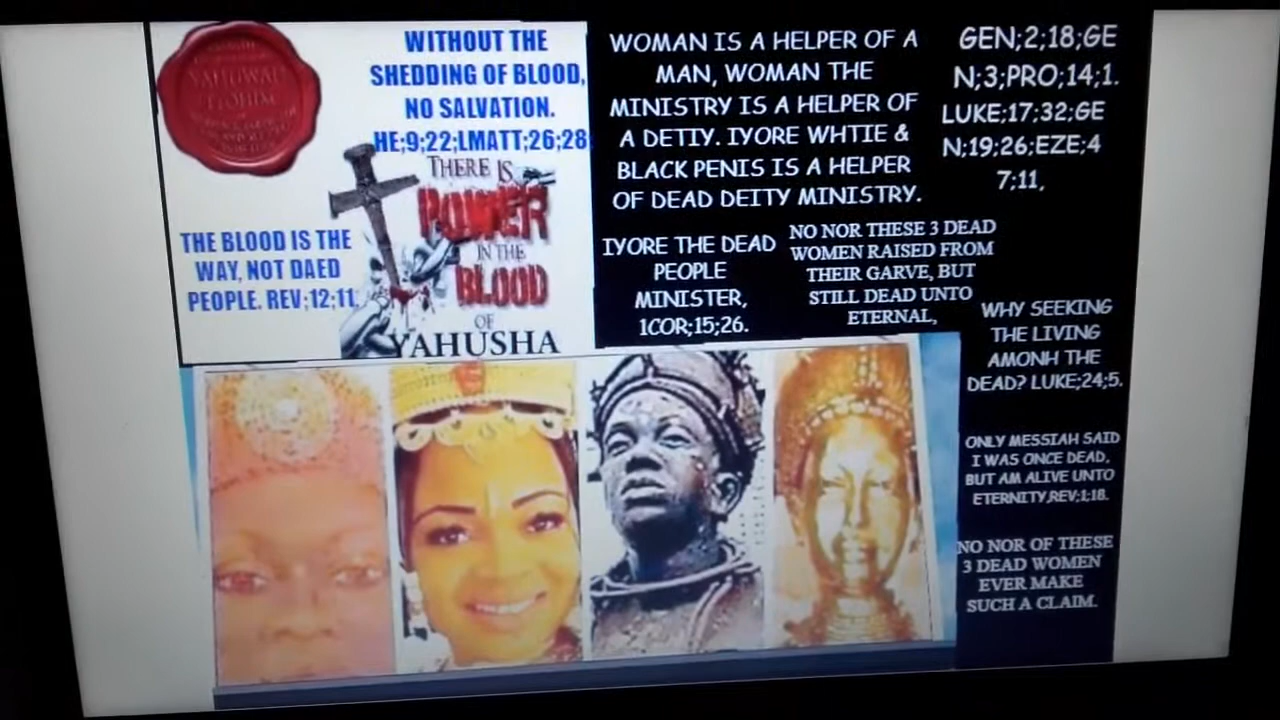 YAHUWAH
ELOHIM
WITHOUT THE
SHEDDING OF BLOOD,
NO SALVATION.
HE;9;22;LMATT;26;28
THERE IS
POWER
IN THE
BLOOD
OF
YAHUSHA
THE BLOOD IS THE
WAY, NOT DAED
PEOPLE. REV;12;11,
WOMAN IS A HELPER OF A
MAN, WOMAN THE
MINISTRY IS A HELPER OF
A DETTY. IYORE WHTIE &
BLACK PENIS IS A HELPER
OF DEAD DEITY MINISTRY.
GEN;2;18;GE
N;3;PRO;14;1.
LUKE;17;32;GE
N;19;26;EZE;4
7;11,
IYORE THE DEAD
PEOPLE
MINISTER,
1COR;15;26.
NO NOR THESE 3 DEAD
WOMEN RAISED FROM
THEIR GARVE, BUT
STILL DEAD UNTO
ETERNAL,
WHY SEEKING
THE LIVING
AMONH THE
DEAD? LUKE;24;5.
ONLY MESSIAH SAID
I WAS ONCE DEAD,
BUT AM ALIVE UNTO
ETERNITY,REV;1;18.
NO NOR OF THESE
3 DEAD WOMEN
EVER MAKE
SUCH A CLAIM.